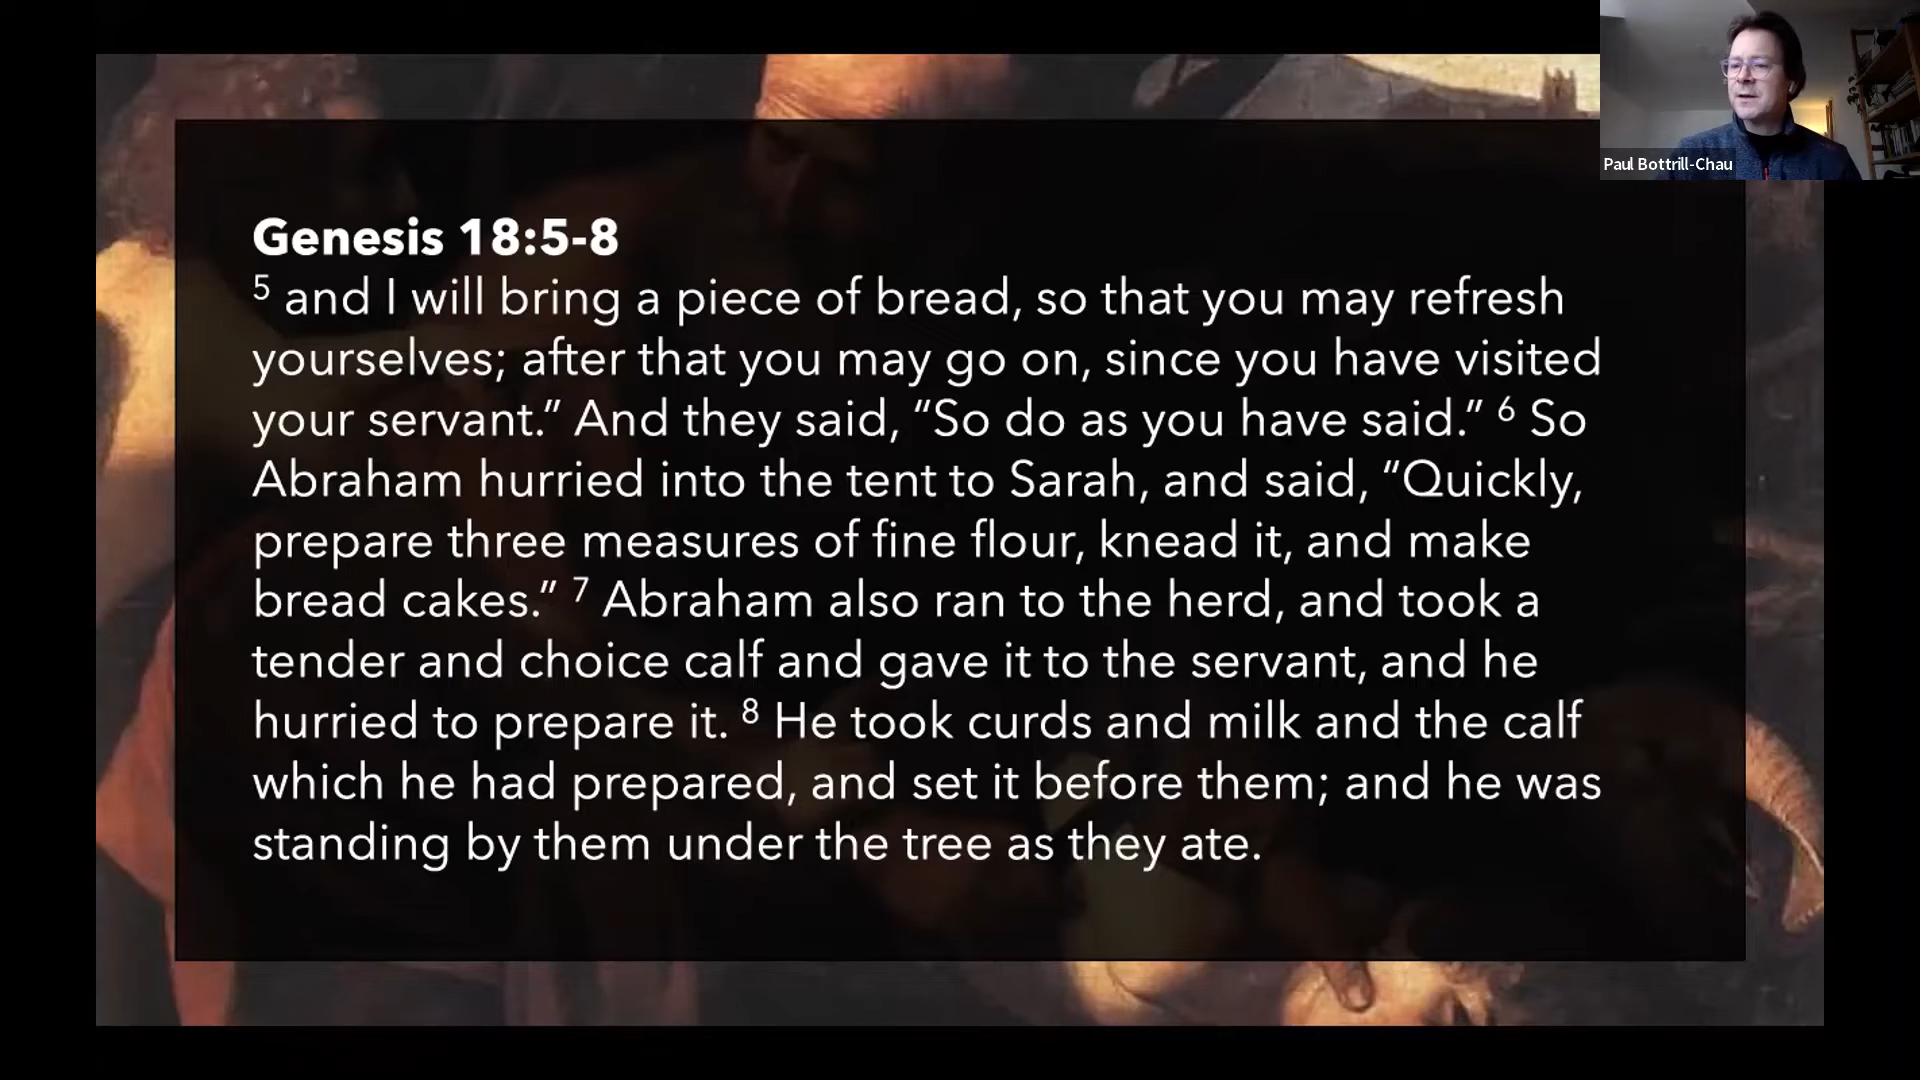 Paul Bottrill-Chau
Genesis 18:5-8
5 and I will bring a piece of bread, so that you may refresh
yourselves; after that you may go on, since you have visited
your servant.” And they said, “So do as you have said.” 6 So
Abraham hurried into the tent to Sarah, and said, “Quickly,
prepare three measures of fine flour, knead it, and make
bread cakes.” 7 Abraham also ran to the herd, and took a
tender and choice calf and gave it to the servant, and he
hurried to prepare it. 8 He took curds and milk and the calf
which he had prepared, and set it before them; and he was
standing by them under the tree as they ate.